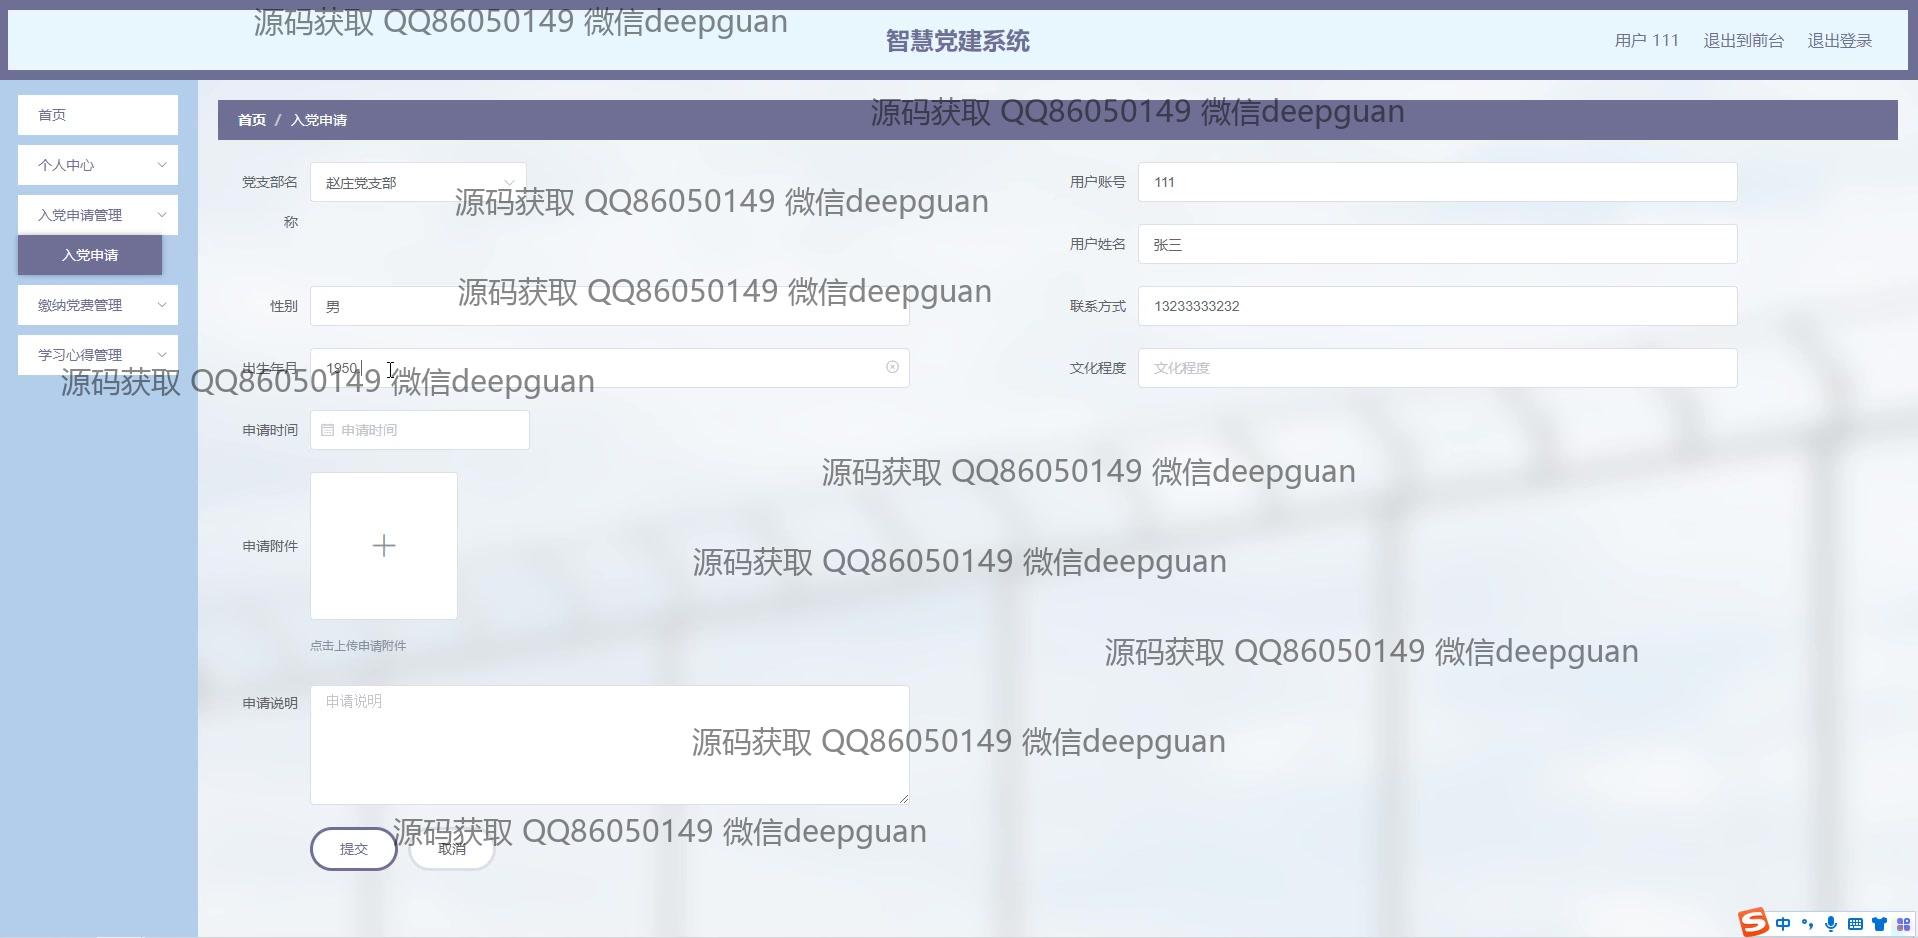 源码获取 QQ86050149 微信deepguan
智慧党建系统
用户 111 退出到前台 退出登录
首页
个人中心
入党申请管理
入党申请
缴纳党费管理
学习心得管理
首页 / 入党申请
源码获取 QQ86050149 微信deepguan
党支部名称 赵庄党支部
用户账号 111
源码获取 QQ86050149 微信deepguan
用户姓名 张三
源码获取 QQ86050149 微信deepguan
性别 男
联系方式 13233333232
出生年月 1950
文化程度 文化程度
源码获取 QQ86050149 微信deepguan
申请时间 申请时间
源码获取 QQ86050149 微信deepguan
申请附件
源码获取 QQ86050149 微信deepguan
点击上传申请附件
源码获取 QQ86050149 微信deepguan
申请说明 申请说明
源码获取 QQ86050149 微信deepguan
源码获取 QQ86050149 微信deepguan
提交 取消
S 中